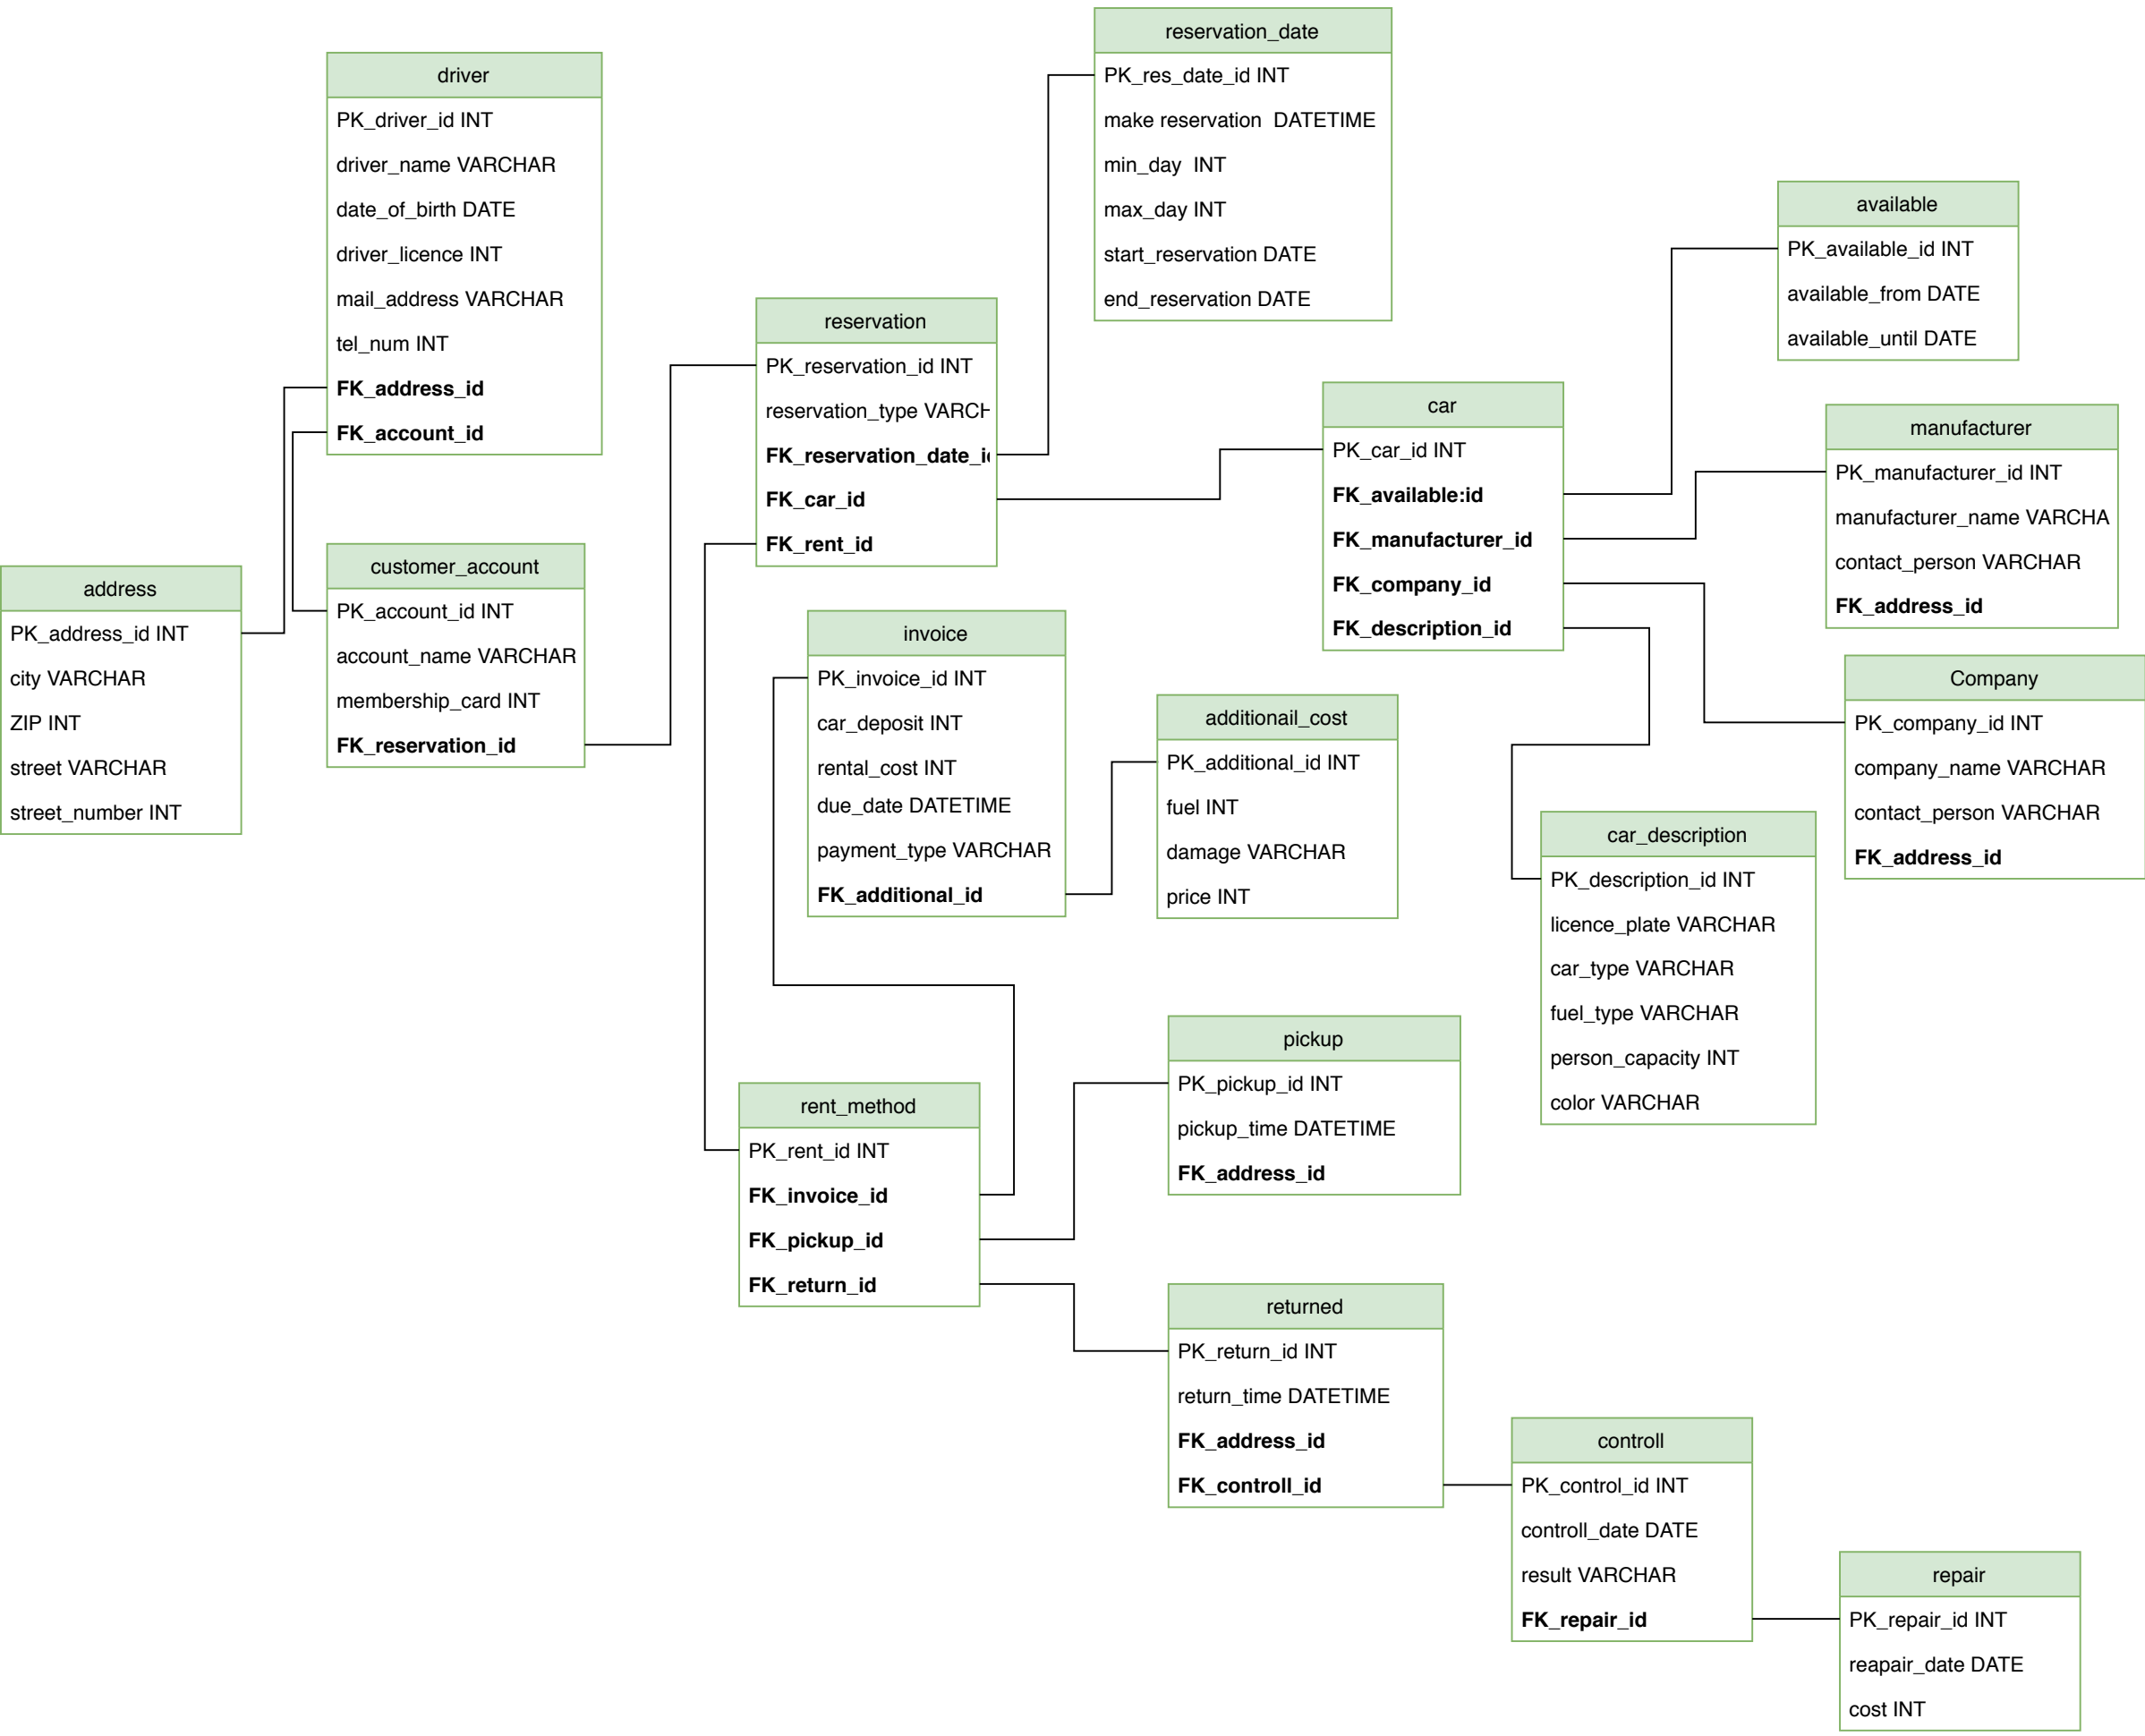 driver
PK_driver_id INT
driver_name VARCHAR
date_of_birth DATE
driver_licence INT
mail_address VARCHAR
tel_num INT
FK_address_id
FK_account_id
address
PK_address_id INT
city VARCHAR
ZIP INT
street VARCHAR
street_number INT
customer_account
PK_account_id INT
account_name VARCHAR
membership_card INT
FK_reservation_id
reservation
PK_reservation_id INT
reservation_type VARCH
FK_reservation_date_i
FK_car_id
FK_rent_id
reservation_date
PK_res_date_id INT
make reservation  DATETIME
min_day  INT
max_day INT
start_reservation DATE
end_reservation DATE
invoice
PK_invoice_id INT
car_deposit INT
rental_cost INT
due_date DATETIME
payment_type VARCHAR
FK_additional_id
additionail_cost
PK_additional_id INT
fuel INT
damage VARCHAR
price INT
car
PK_car_id INT
FK_available:id
FK_manufacturer_id
FK_company_id
FK_description_id
available
PK_available_id INT
available_from DATE
available_until DATE
manufacturer
PK_manufacturer_id INT
manufacturer_name VARCHA
contact_person VARCHAR
FK_address_id
Company
PK_company_id INT
company_name VARCHAR
contact_person VARCHAR
FK_address_id
car_description
PK_description_id INT
licence_plate VARCHAR
car_type VARCHAR
fuel_type VARCHAR
person_capacity INT
color VARCHAR
rent_method
PK_rent_id INT
FK_invoice_id
FK_pickup_id
FK_return_id
pickup
PK_pickup_id INT
pickup_time DATETIME
FK_address_id
returned
PK_return_id INT
return_time DATETIME
FK_address_id
FK_controll_id
controll
PK_control_id INT
controll_date DATE
result VARCHAR
FK_repair_id
repair
PK_repair_id INT
reapair_date DATE
cost INT